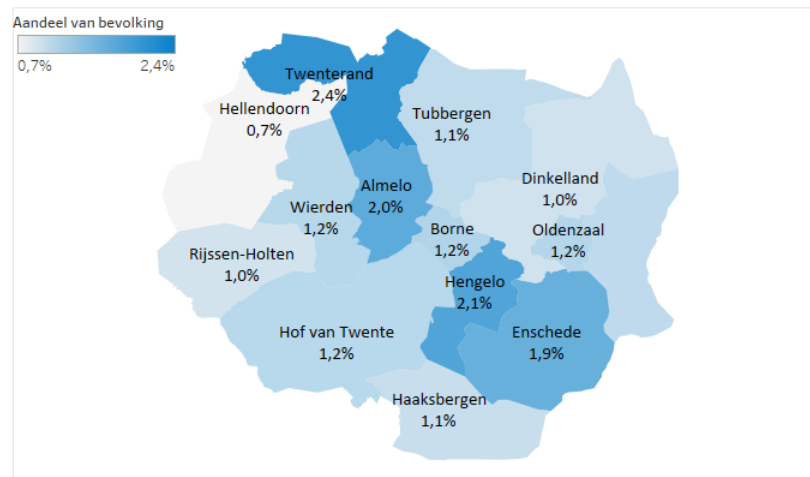 Aandeel van bevolking
0,7% 2,4%
Twenterand
2,4%
Hellendoorn
0,7%
Tubbergen
1,1%
Almelo
2,0%
Dinkelland
1,0%
Wierden
1,2%
Borne
1,2%
Oldenzaal
1,2%
Rijssen-Holten
1,0%
Hengelo
2,1%
Hof van Twente
1,2%
Enschede
1,9%
Haaksbergen
1,1%